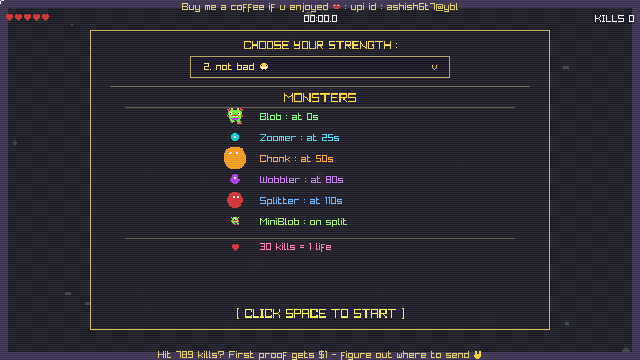 Buy me a coffee if u enjoyed : upi id : ashish6t7@ybl
00:00.0
KILLS 0
CHOOSE YOUR STRENGTH :
2. not bad
MONSTERS
Blob : at 0s
Zoomer : at 25s
Chonk : at 50s
Wobbler : at 80s
Splitter : at 110s
MiniBlob : on split
30 kills = 1 life
[ CLICK SPACE TO START ]
Hit 789 kills? First proof gets $1 - figure out where to send